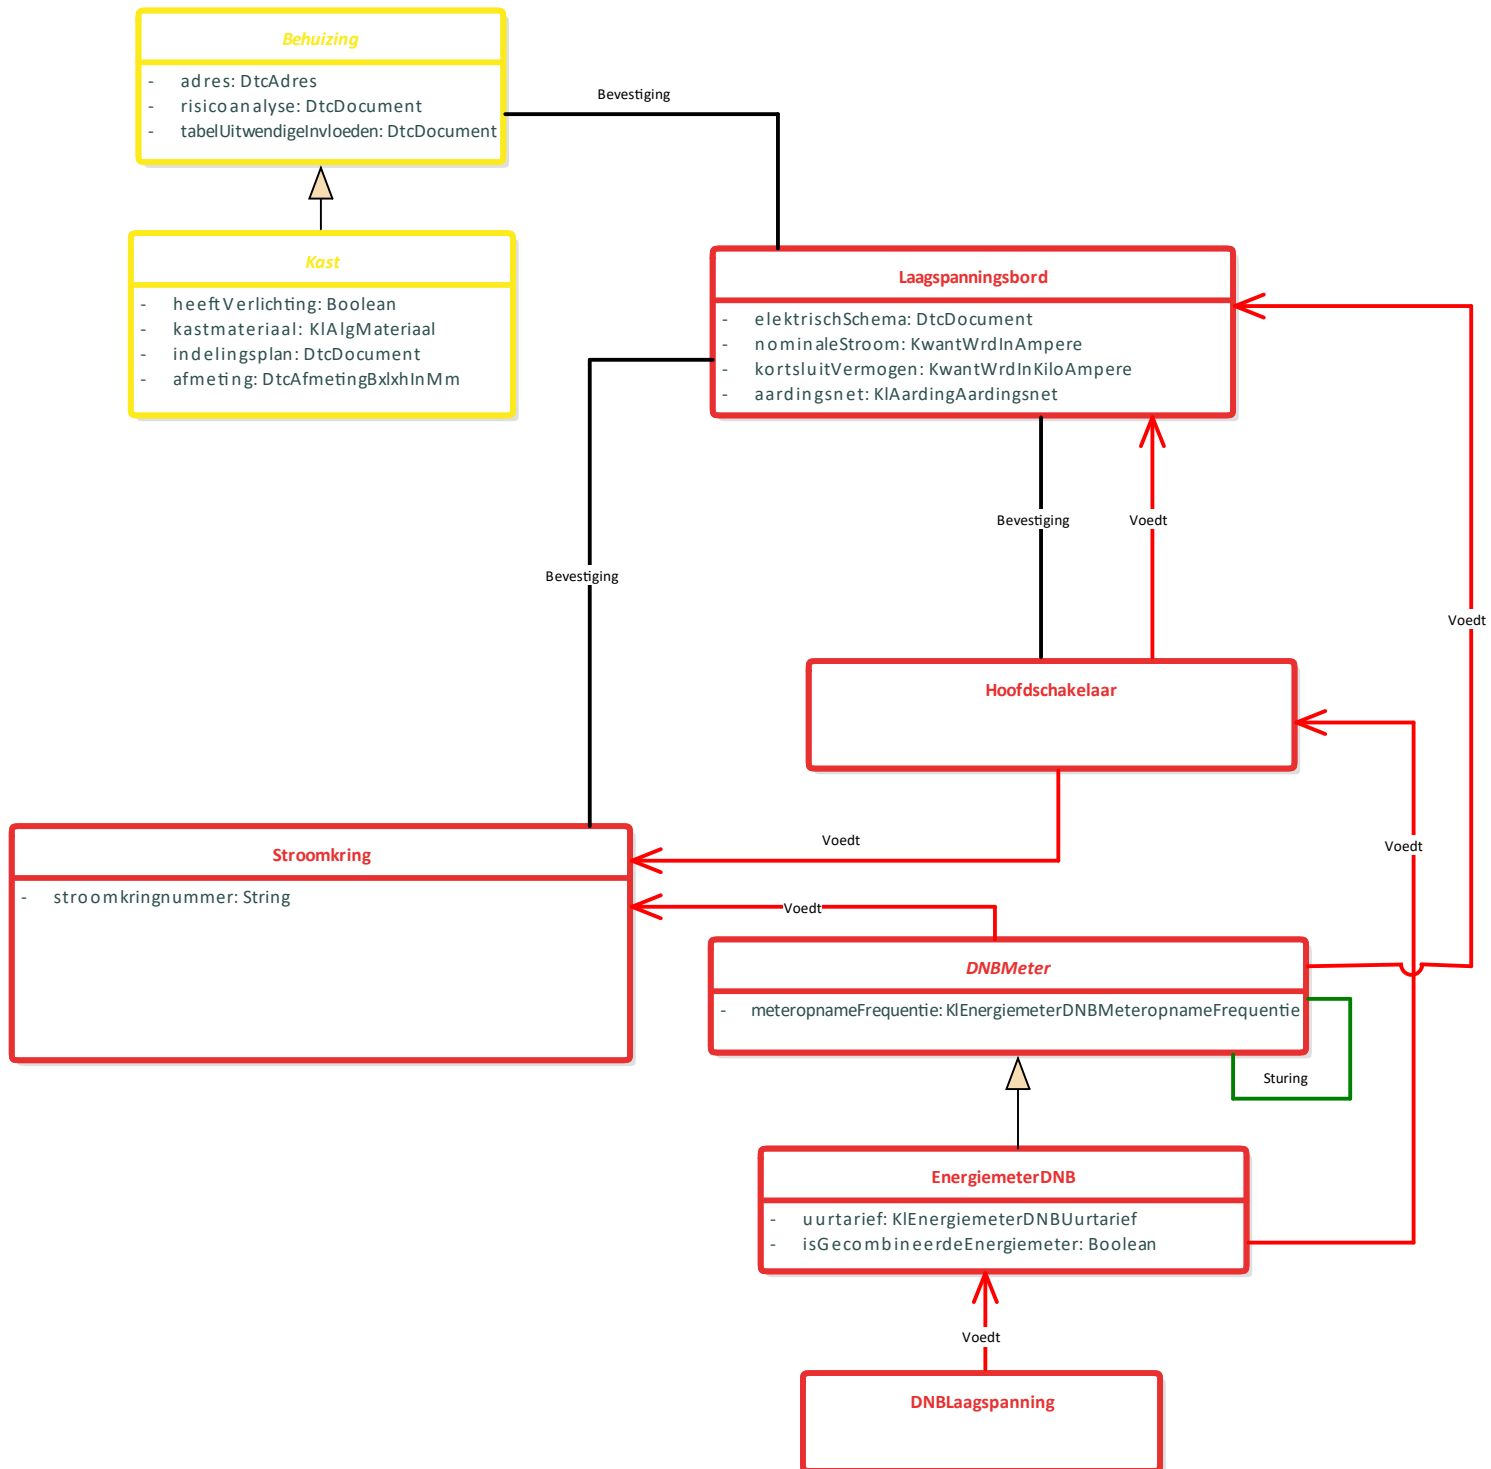 Behuizing
- adres: DtcAdres
- risicoanalyse: DtcDocument
- tabelUitwendigeInvloeden: DtcDocument
Bevestiging
Kast
- heeftVerlichting: Boolean
- kastmateriaal: KlAlgMateriaal
- indelingsplan: DtcDocument
- afmeting: DtcAfmetingBxlxhInMm
Laagspanningsbord
- elektrischSchema: DtcDocument
- nominaleStroom: KwantWrdInAmpere
- kortsluitVermogen: KwantWrdInKiloAmpere
- aardingsnet: KlAardingAardingsnet
Bevestiging
Voedt
Bevestiging
Voedt
Hoofdschakelaar
Voedt
Voedt
Stroomkring
- stroomkringnummer: String
Voedt
DNBMeter
- meteropnameFrequentie: KlEnergiemeterDNBMeteropnameFrequentie
Sturing
EnergiemeterDNB
- uurtarief: KlEnergiemeterDNBUurtarief
- isGecombineerdeEnergiemeter: Boolean
Voedt
DNBLaagspanning